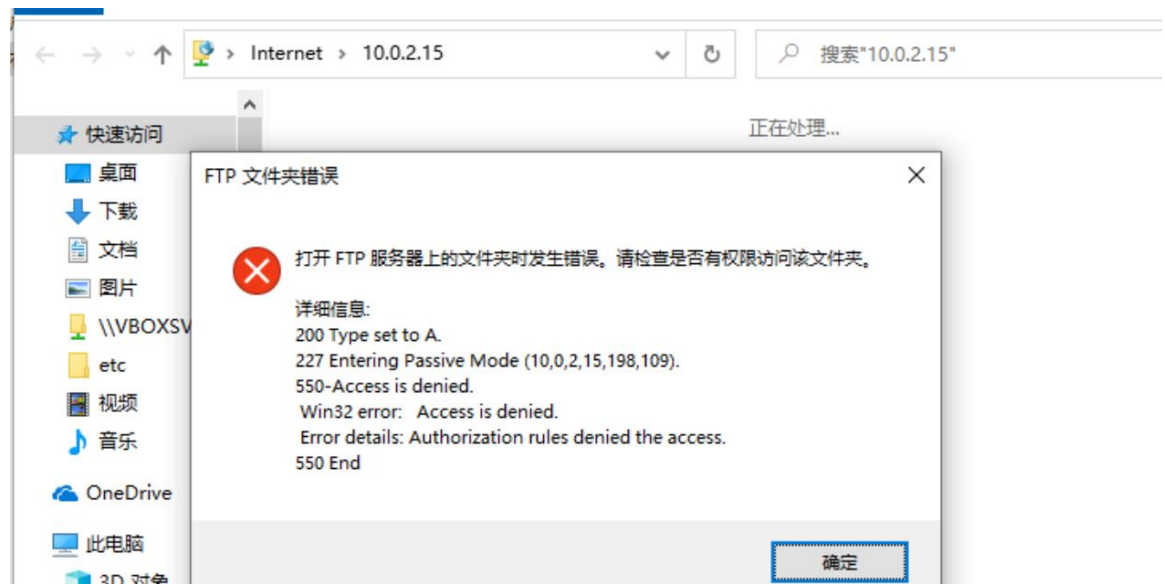 Internet › 10.0.2.15
搜索"10.0.2.15"
快速访问
正在处理...
桌面
下载
文档
图片
\\VBOXSV
etc
视频
音乐
OneDrive
此电脑
3D 对象
FTP 文件夹错误
打开 FTP 服务器上的文件夹时发生错误。请检查是否有权限访问该文件夹。
详细信息:
200 Type set to A.
227 Entering Passive Mode (10,0,2,15,198,109).
550-Access is denied.
Win32 error: Access is denied.
Error details: Authorization rules denied the access.
550 End
确定